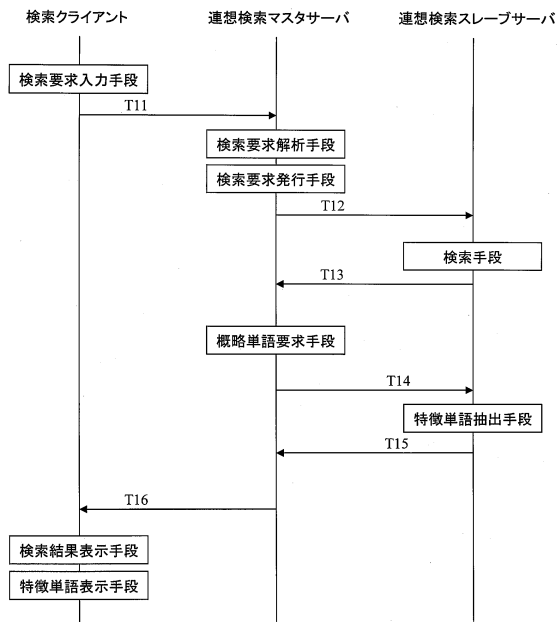 検索クライアント
連想検索マスタサーバ
連想検索スレーブサーバ
検索要求入力手段
T11
検索要求解析手段
検索要求発行手段
T12
検索手段
T13
概略単語要求手段
T14
特徴単語抽出手段
T15
T16
検索結果表示手段
特徴単語表示手段